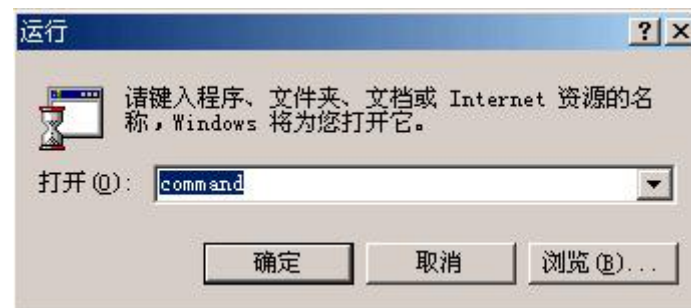 运行
请键入程序、文件夹、文档或 Internet 资源的名
称，Windows 将为您打开它。
打开(O): command
确定 取消 浏览(B)...